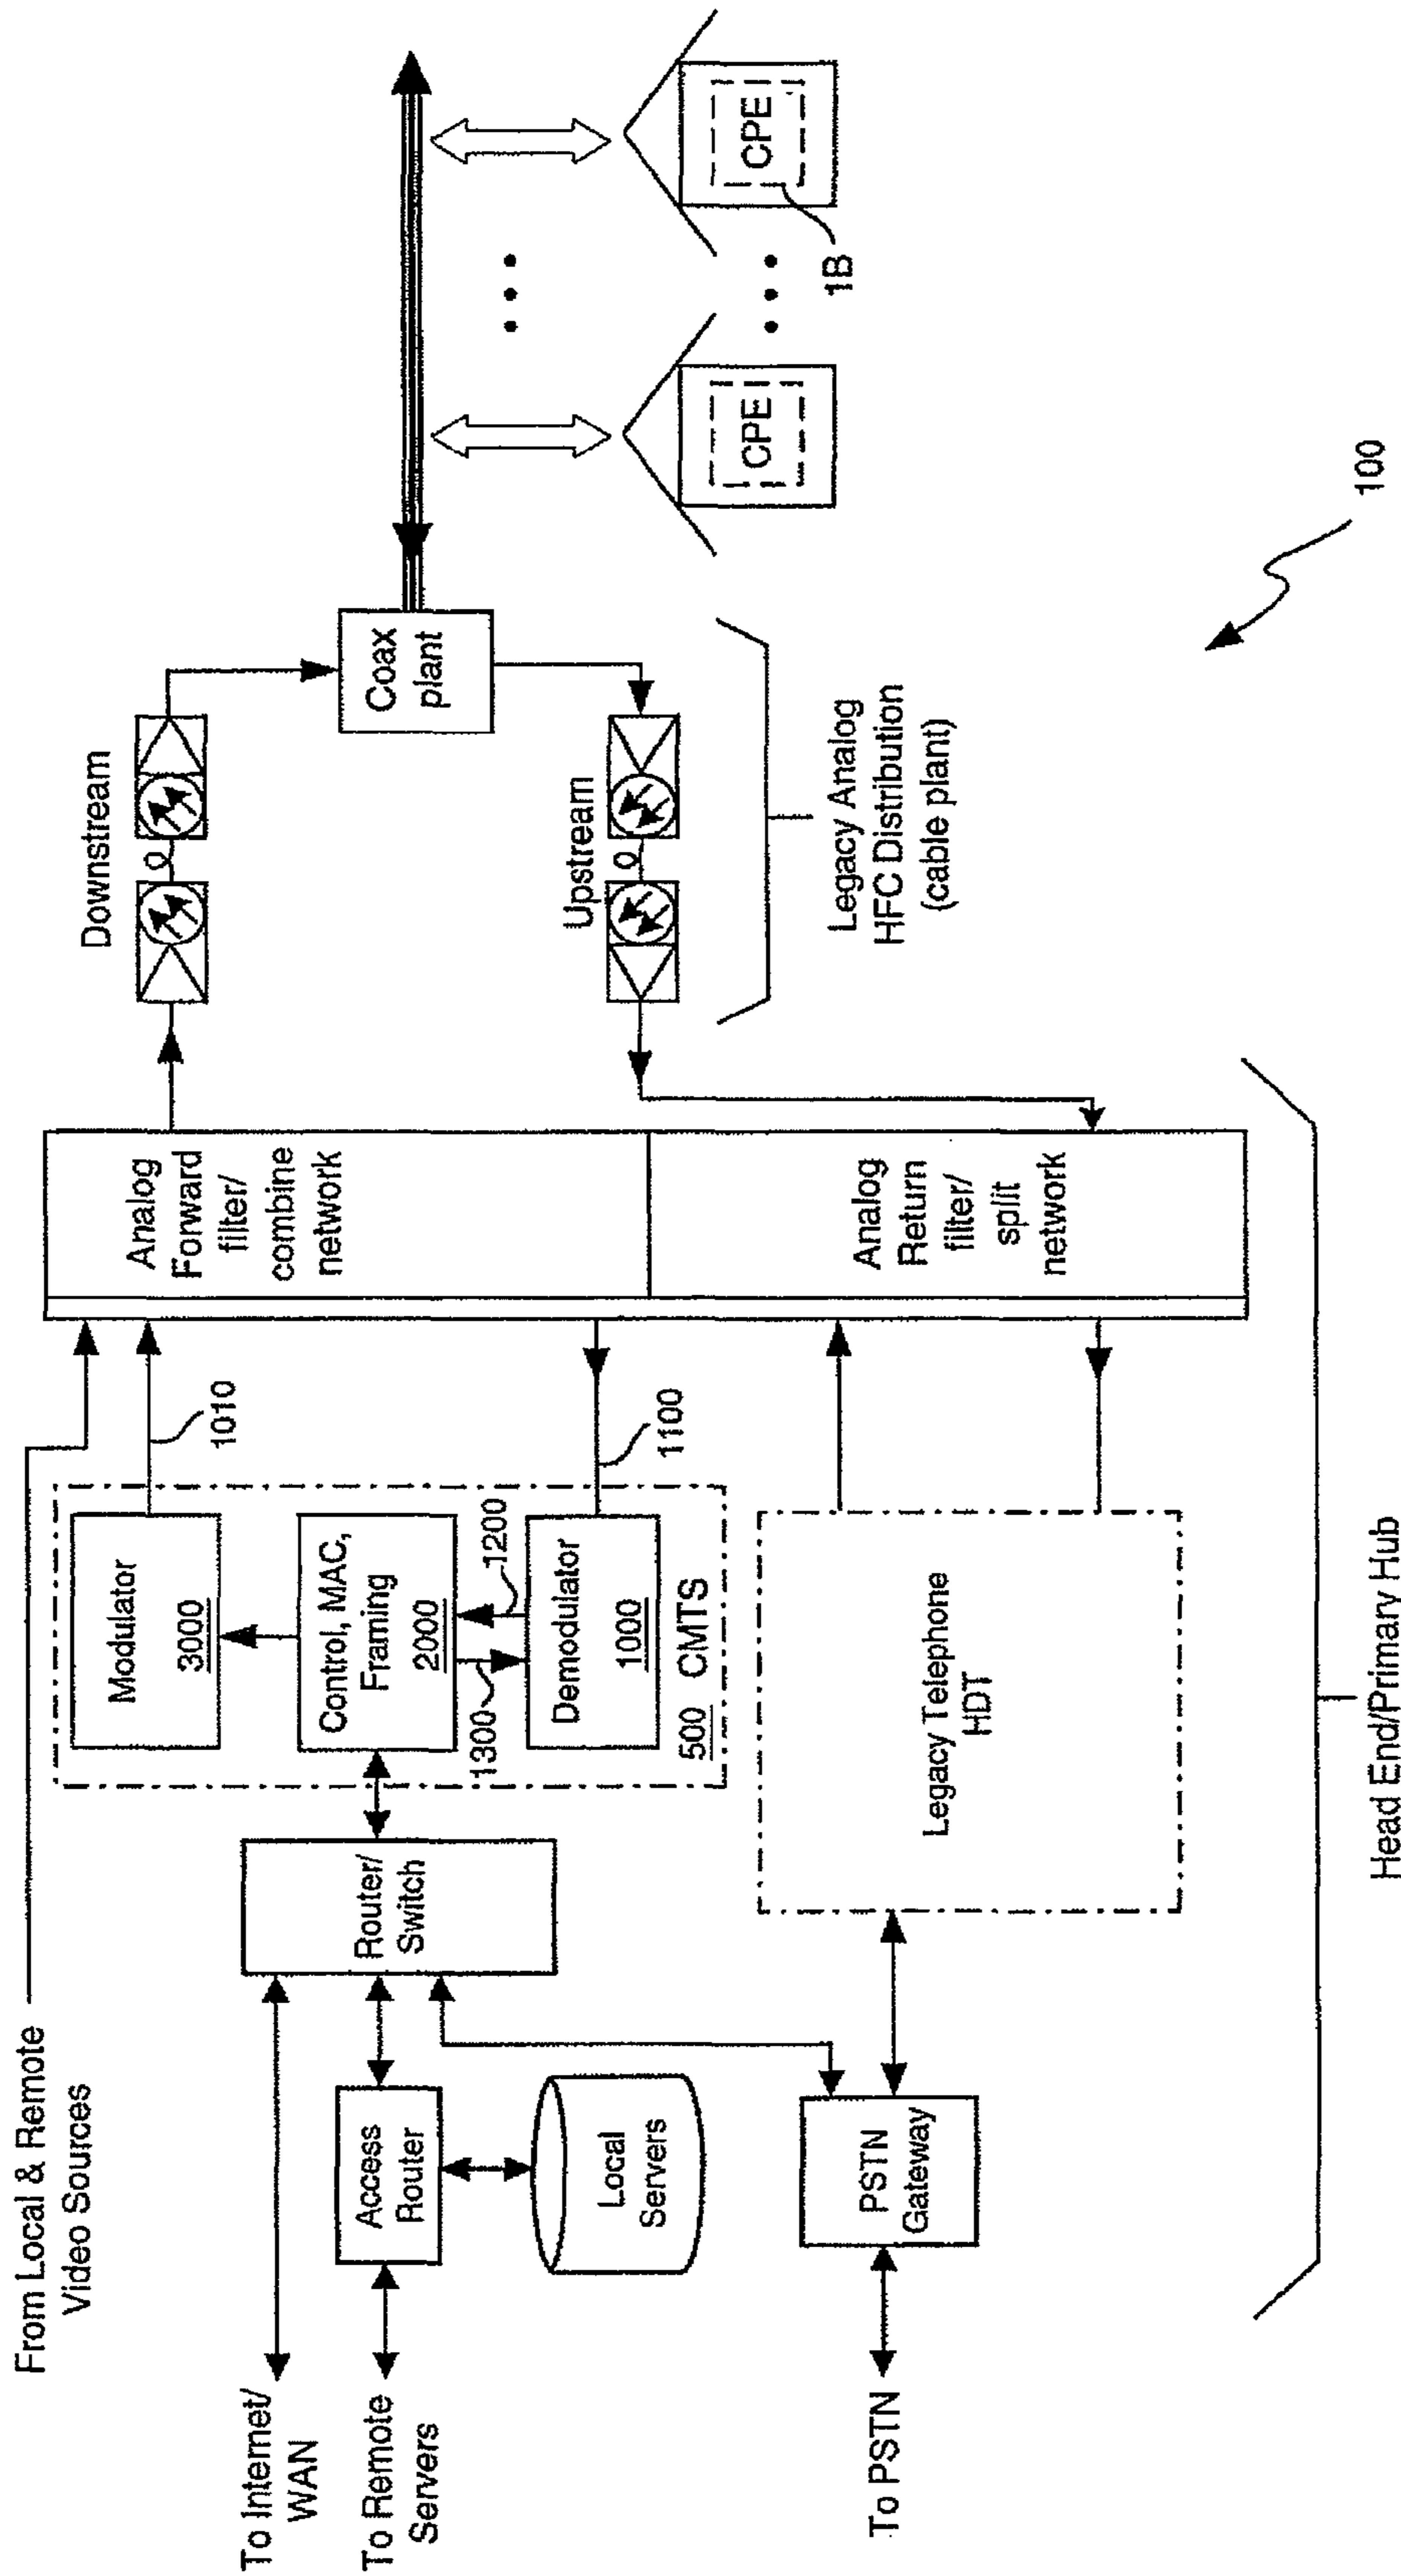 From Local & Remote
Video Sources
To Internet/
WAN
To Remote
Servers
To PSTN
Access
Router
Local
Servers
PSTN
Gateway
Router/
Switch
Modulator
3000
Control, MAC,
Framing
2000
1300
1200
Demodulator
1000
500 CMTS
Legacy Telephone
HDT
1010
1100
Analog
Forward
filter/
combine
network
Analog
Return
filter/
split
network
Head End/Primary Hub
Downstream
Upstream
Coax
plant
Legacy Analog
HFC Distribution
(cable plant)
CPE
CPE
1B
100